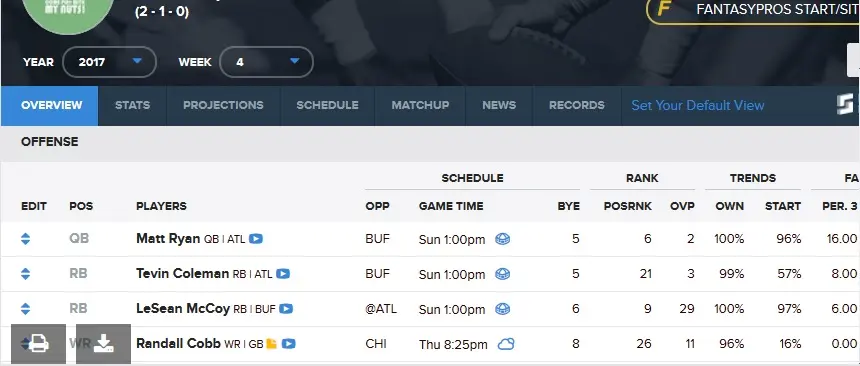 MY NUTS!
(2 - 1 - 0)
F FANTASYPROS START/SIT
YEAR 2017 WEEK 4
OVERVIEW STATS PROJECTIONS SCHEDULE MATCHUP NEWS RECORDS Set Your Default View
OFFENSE
SCHEDULE RANK TRENDS FA
EDIT POS PLAYERS OPP GAME TIME BYE POSRNK OVP OWN START PER. 3
QB Matt Ryan QB | ATL BUF Sun 1:00pm 5 6 2 100% 96% 16.00
RB Tevin Coleman RB | ATL BUF Sun 1:00pm 5 21 3 99% 57% 8.00
RB LeSean McCoy RB | BUF @ATL Sun 1:00pm 6 9 29 100% 97% 6.00
WR Randall Cobb WR | GB CHI Thu 8:25pm 8 26 11 96% 16% 0.00